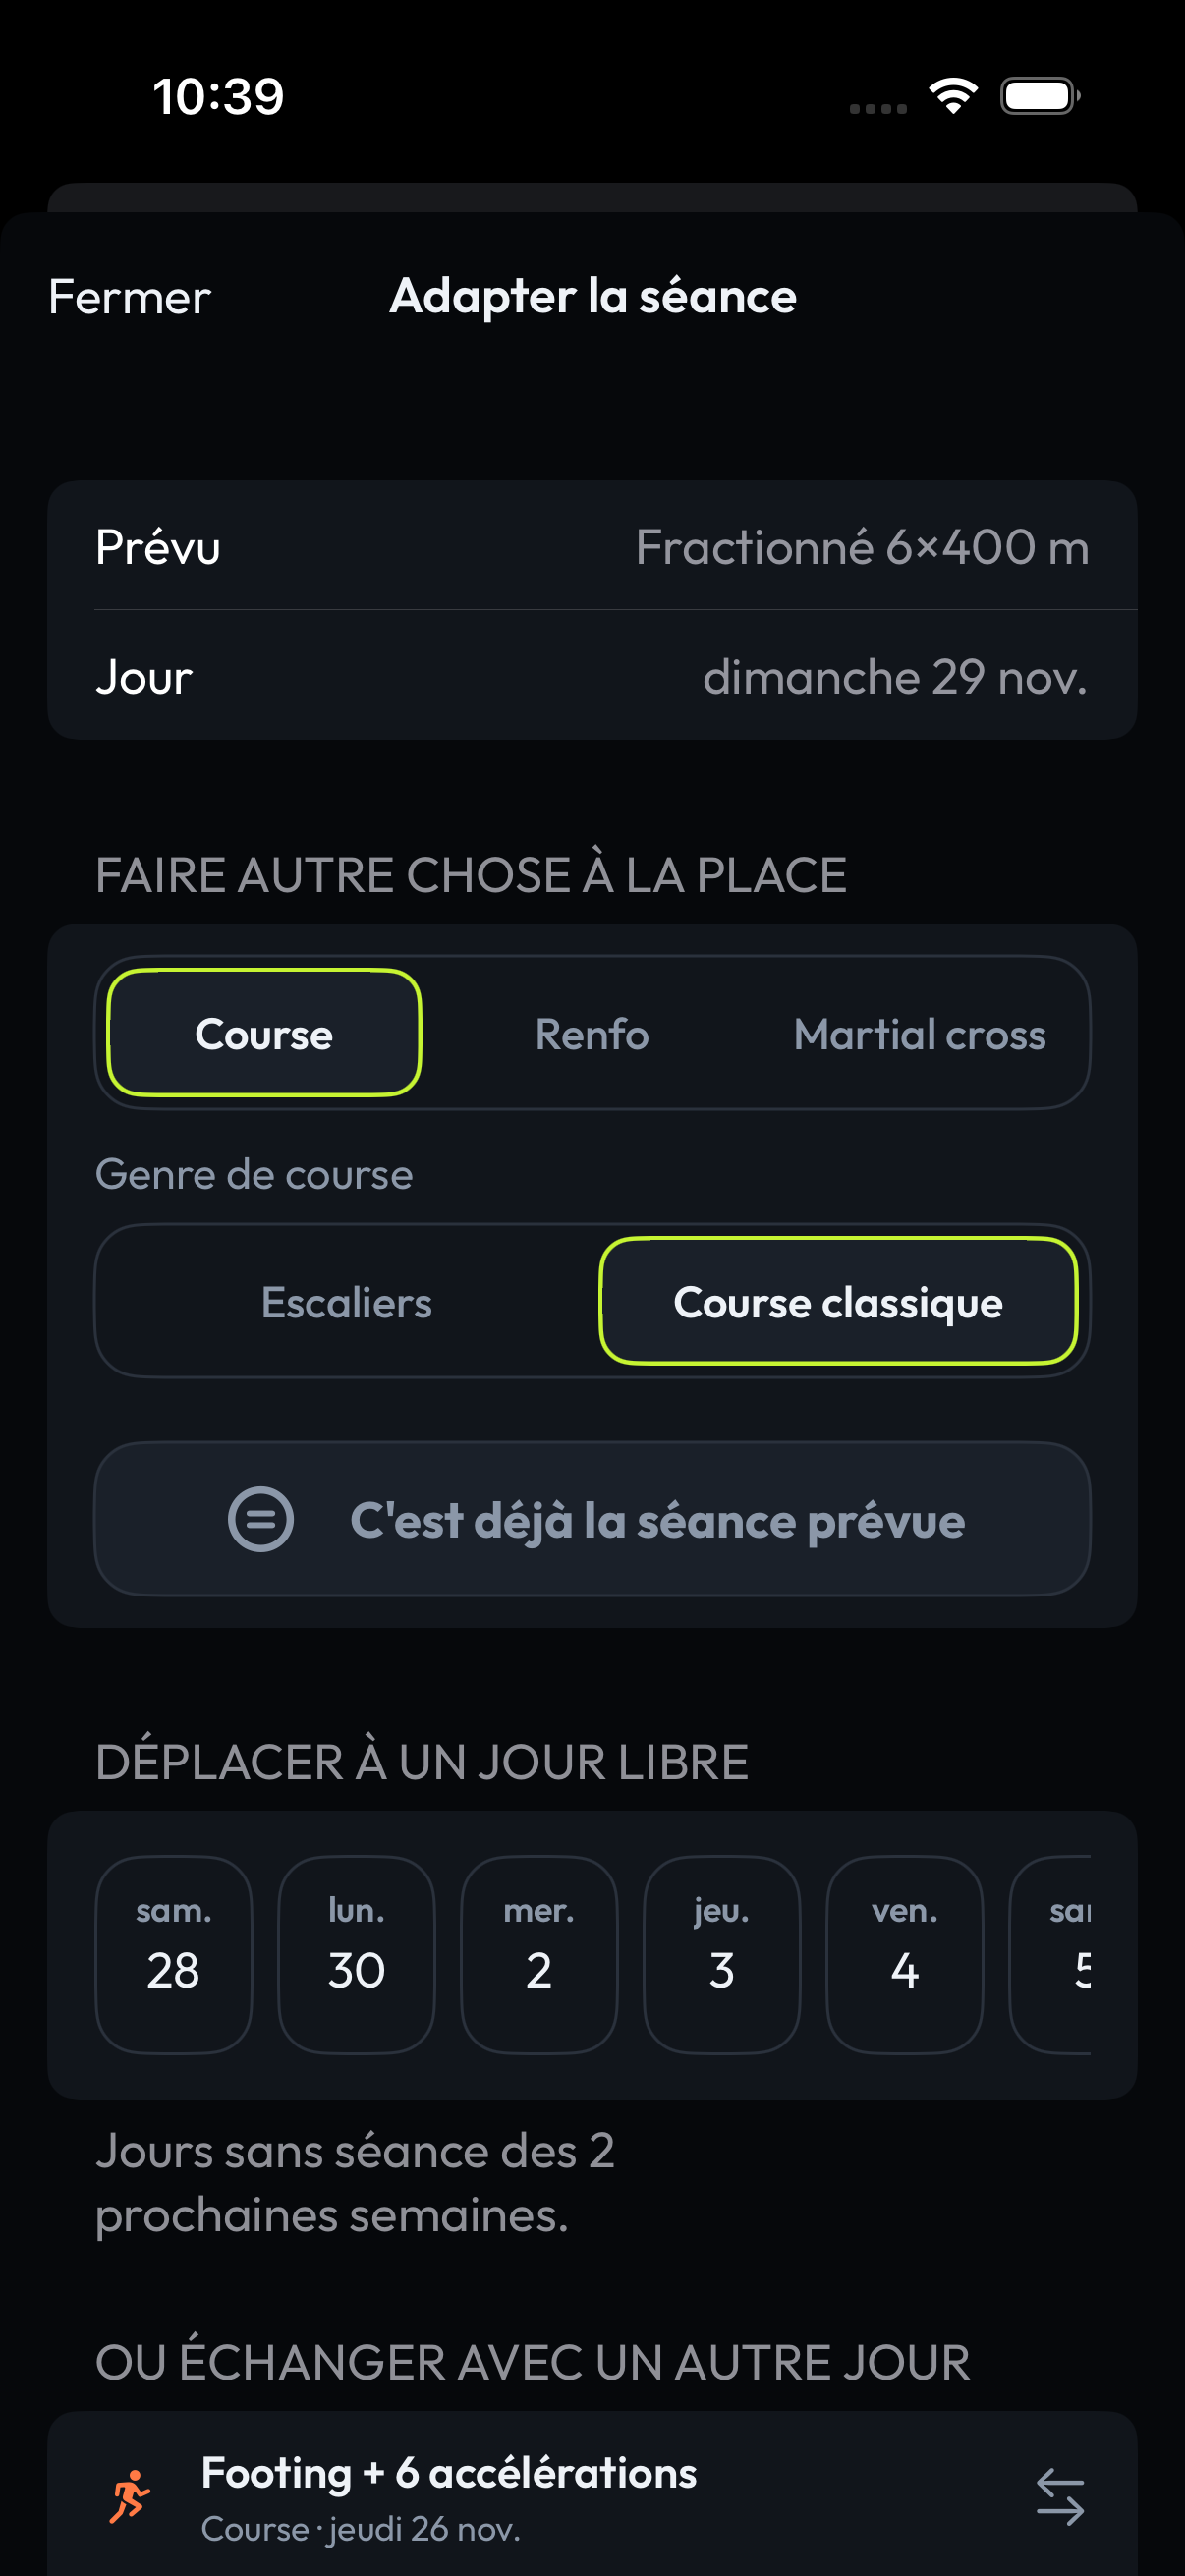 10:39
Fermer
Adapter la séance
Prévu
Fractionné 6×400 m
Jour
dimanche 29 nov.
FAIRE AUTRE CHOSE À LA PLACE
Course
Renfo
Martial cross
Genre de course
Escaliers
Course classique
C'est déjà la séance prévue
DÉPLACER À UN JOUR LIBRE
sam.
28
lun.
30
mer.
2
jeu.
3
ven.
4
Jours sans séance des 2
prochaines semaines.
OU ÉCHANGER AVEC UN AUTRE JOUR
Footing + 6 accélérations
Course · jeudi 26 nov.